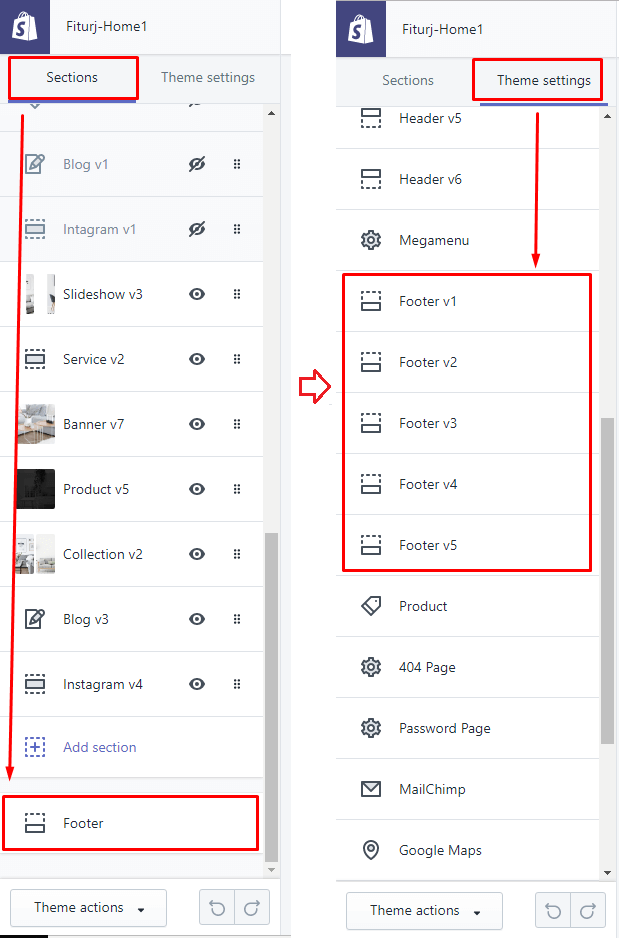 Fiturj-Home1
Sections
Theme settings
Blog v1
Intagram v1
Slideshow v3
Service v2
Banner v7
Product v5
Collection v2
Blog v3
Instagram v4
Add section
Footer
Theme actions
Fiturj-Home1
Sections
Theme settings
Header v5
Header v6
Megamenu
Footer v1
Footer v2
Footer v3
Footer v4
Footer v5
Product
404 Page
Password Page
MailChimp
Google Maps
Theme actions